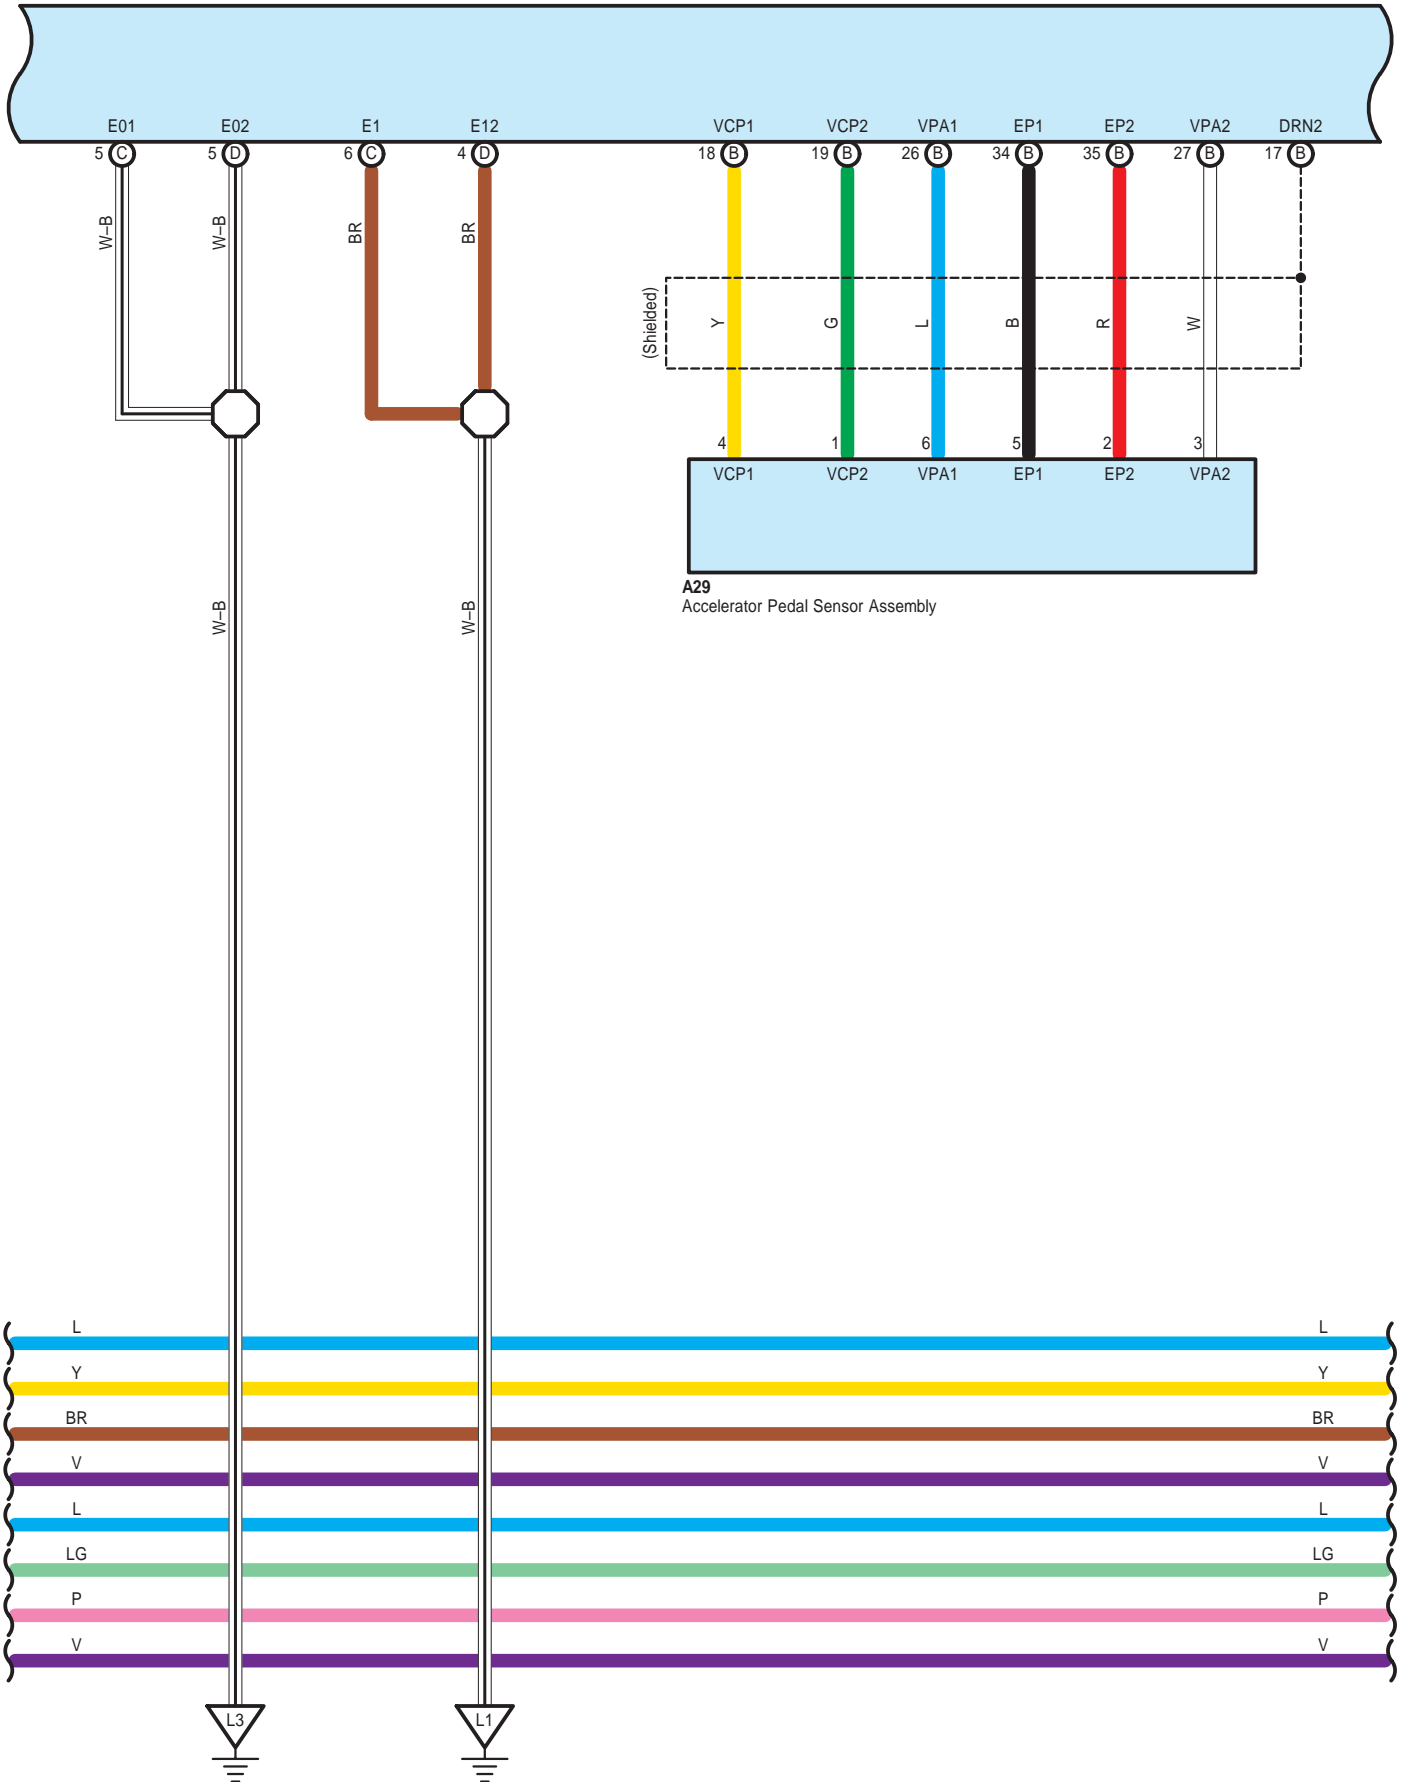 E01 E02 E1 E12 VCP1 VCP2 VPA1 EP1 EP2 VPA2 DRN2
5 C 5 D 6 C 4 D 18 B 19 B 26 B 34 B 35 B 27 B 17 B
W–B W–B BR BR
(Shielded) Y G L B R W
4 1 6 5 2 3
VCP1 VCP2 VPA1 EP1 EP2 VPA2
A29
Accelerator Pedal Sensor Assembly
W–B W–B
L L
Y Y
BR BR
V V
L L
LG LG
P P
V V
L3 L1